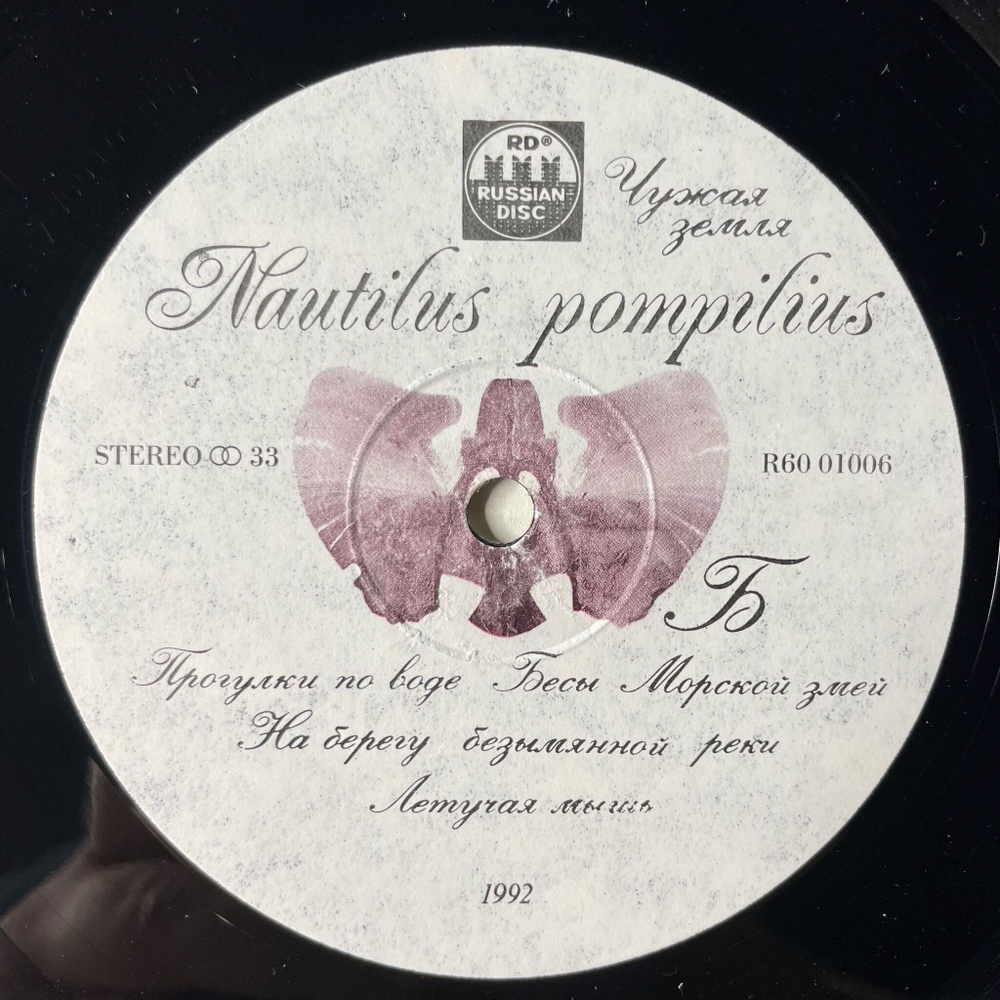 RD®
RUSSIAN
DISC
Чужая
земля
Nautilus pompilius
STEREO 33
R60 01006
Б
Прогулки по воде Бесы Морской змей
На берегу безымянной реки
Летучая мышь
1992